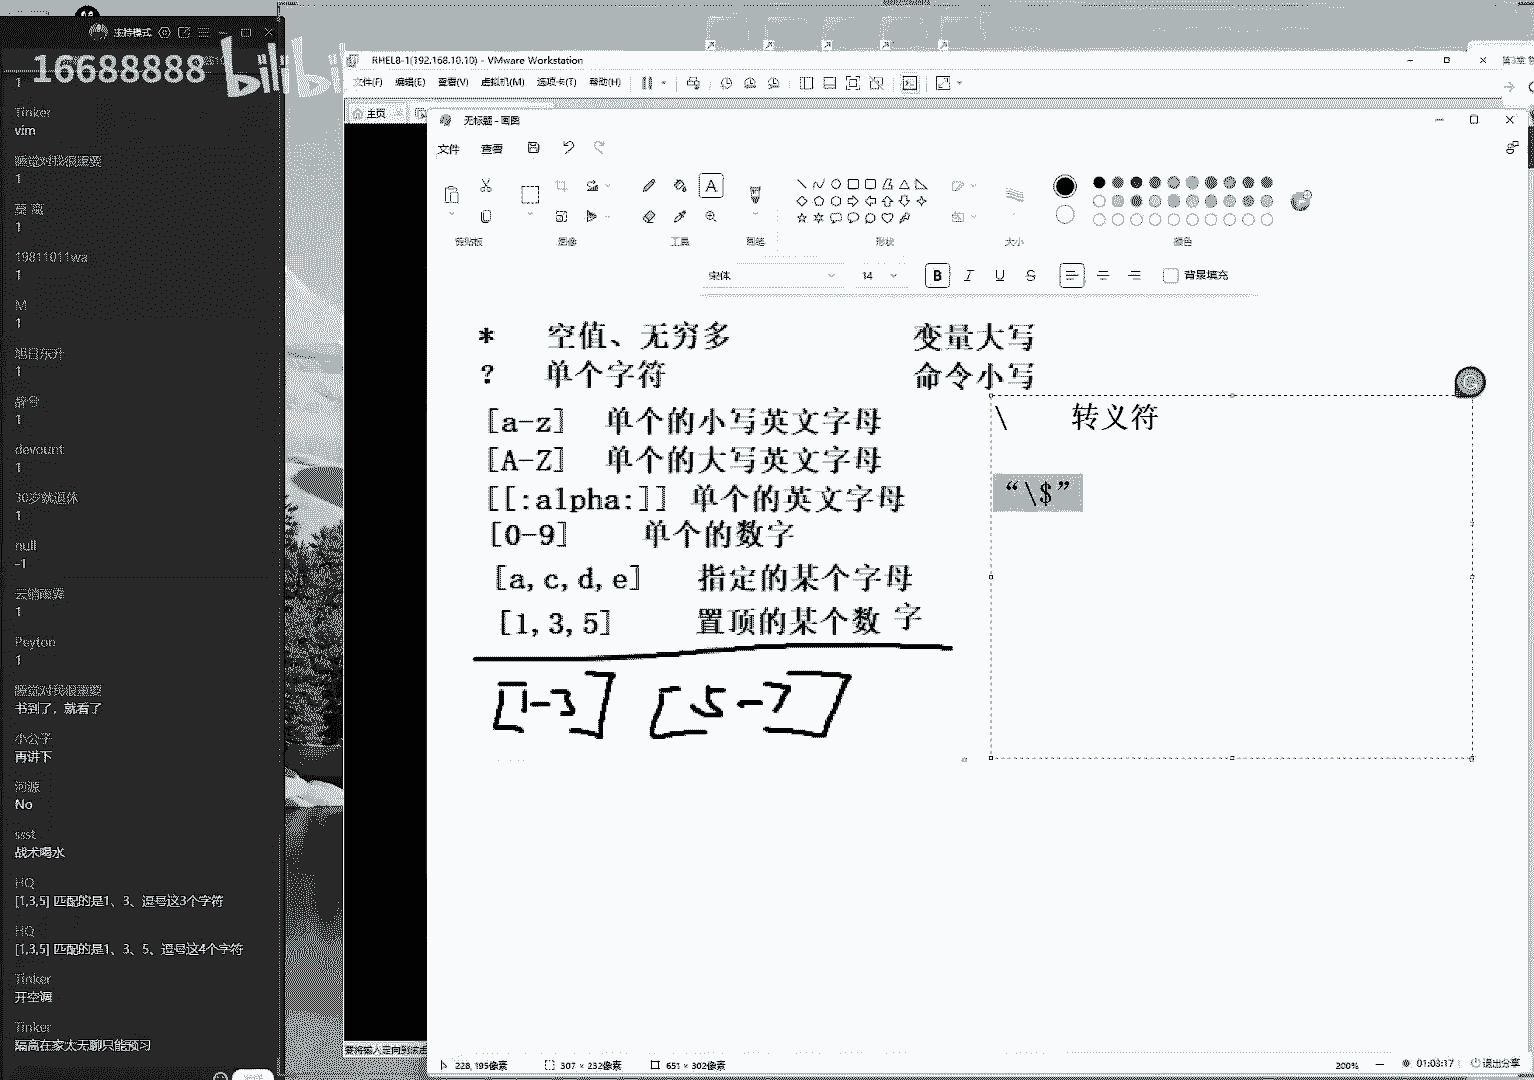 主持模式
16688888 bilibili
1
Tinker
vim
睡觉对我很重要
1
莫离
1
19811011wa
1
M
1
旭日东升
1
1
devount
1
30岁就退休
1
null
-1
1
Peyton
1
睡觉对我很重要
书到了，就看了
小公子
再讲下
河源
No
ssst
战术喝水
HQ
[1,3,5] 匹配的是1、3、逗号这3个字符
HQ
[1,3,5] 匹配的是1、3、5、逗号这4个字符
Tinker
开空调
Tinker
隔离在家太无聊只能预习
RHEL8-1(192.168.10.10) - VMware Workstation
文件(F) 编辑(E) 查看(V) 虚拟机(M) 选项卡(T) 帮助(H)
主页
无标题 - 画图
文件 查看
剪贴板 图像 工具 画笔 形状 大小 颜色
宋体 14 B I U S 背景填充
* 空值、无穷多 变量大写
? 单个字符 命令小写
[a-z] 单个的小写英文字母
[A-Z] 单个的大写英文字母
[[:alpha:]] 单个的英文字母
[0-9] 单个的数字
[a,c,d,e] 指定的某个字母
[1,3,5] 置顶的某个数 字
[1-3] [5-7]
\ 转义符
“\$”
228, 195像素 307 × 232像素 651 × 302像素 200%
01:03:17 退出分享